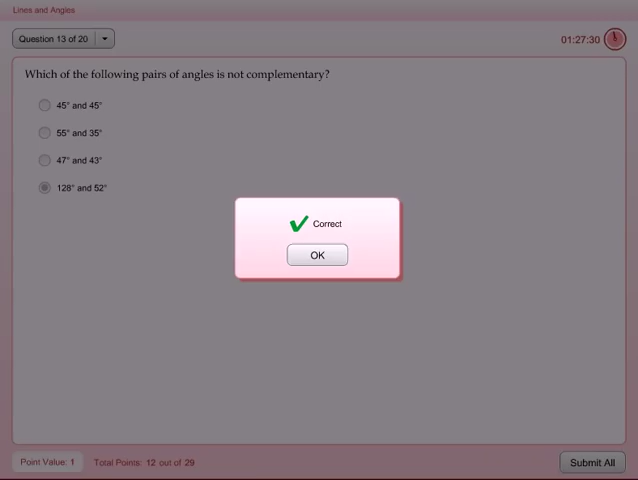 Lines and Angles
Question 13 of 20
01:27:30
Which of the following pairs of angles is not complementary?
45° and 45°
55° and 35°
47° and 43°
128° and 52°
Correct
OK
Point Value: 1 Total Points: 12 out of 29
Submit All